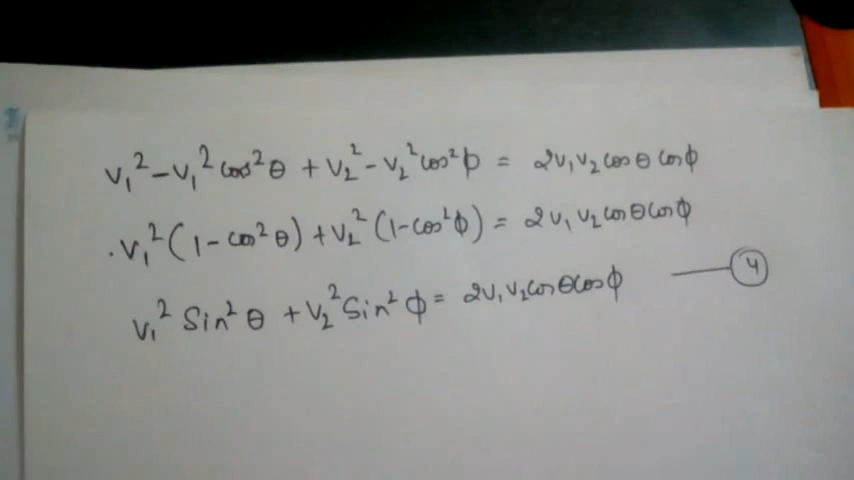 v₁² - v₁² cos²θ + v₂² - v₂² cos²φ = 2v₁v₂ cosθ cosφ
. v₁² (1 - cos²θ) + v₂² (1 - cos²φ) = 2v₁v₂ cosθ cosφ
v₁² Sin²θ + v₂² Sin²φ = 2v₁v₂ cosθ cosφ — ④